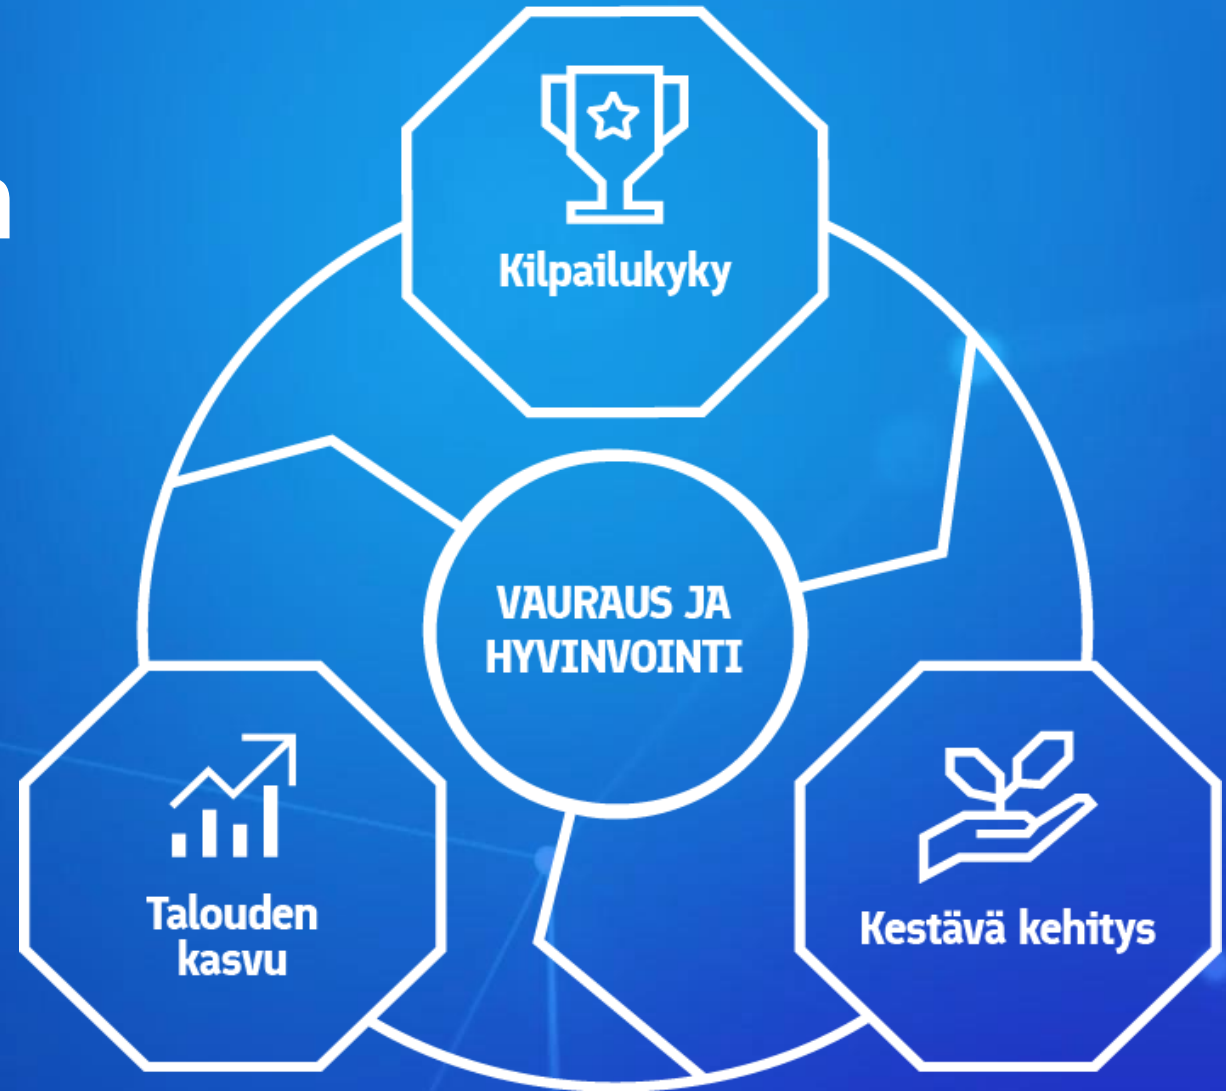 Kilpailukyky
VAURAUS JA
HYVINVOINTI
Talouden
kasvu
Kestävä kehitys